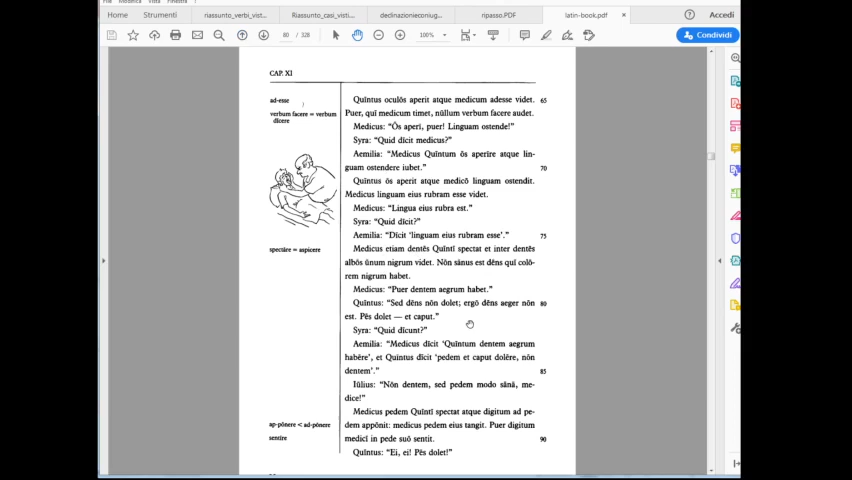 File Modifica Vista Finestra
Home Strumenti riassunto_verbi_vist... Riassunto_casi_visti... declinazionieconiug... ripasso.PDF latin-book.pdf × Accedi
80 / 328 100% Condividi
CAP. XI
ad-esse
verbum facere = verbum
dīcere
spectāre = aspicere
ap-pōnere < ad-pōnere
sentīre
Quīntus oculōs aperit atque medicum adesse videt. 65
Puer, quī medicum timet, nūllum verbum facere audet.
Medicus: “Ōs aperī, puer! Linguam ostende!”
Syra: “Quid dīcit medicus?”
Aemilia: “Medicus Quīntum ōs aperīre atque lin-
guam ostendere iubet.” 70
Quīntus ōs aperit atque medicō linguam ostendit.
Medicus linguam eius rubram esse videt.
Medicus: “Lingua eius rubra est.”
Syra: “Quid dīcit?”
Aemilia: “Dīcit ‘linguam eius rubram esse’.” 75
Medicus etiam dentēs Quīntī spectat et inter dentēs
albōs ūnum nigrum videt. Nōn sānus est dēns quī colō-
rem nigrum habet.
Medicus: “Puer dentem aegrum habet.”
Quīntus: “Sed dēns nōn dolet; ergō dēns aeger nōn 80
est. Pēs dolet — et caput.”
Syra: “Quid dīcunt?”
Aemilia: “Medicus dīcit ‘Quīntum dentem aegrum
habēre’, et Quīntus dīcit ‘pedem et caput dolēre, nōn
dentem’.” 85
Iūlius: “Nōn dentem, sed pedem modo sānā, me-
dice!”
Medicus pedem Quīntī spectat atque digitum ad pe-
dem appōnit: medicus pedem eius tangit. Puer digitum
medicī in pede suō sentit. 90
Quīntus: “Ei, ei! Pēs dolet!”